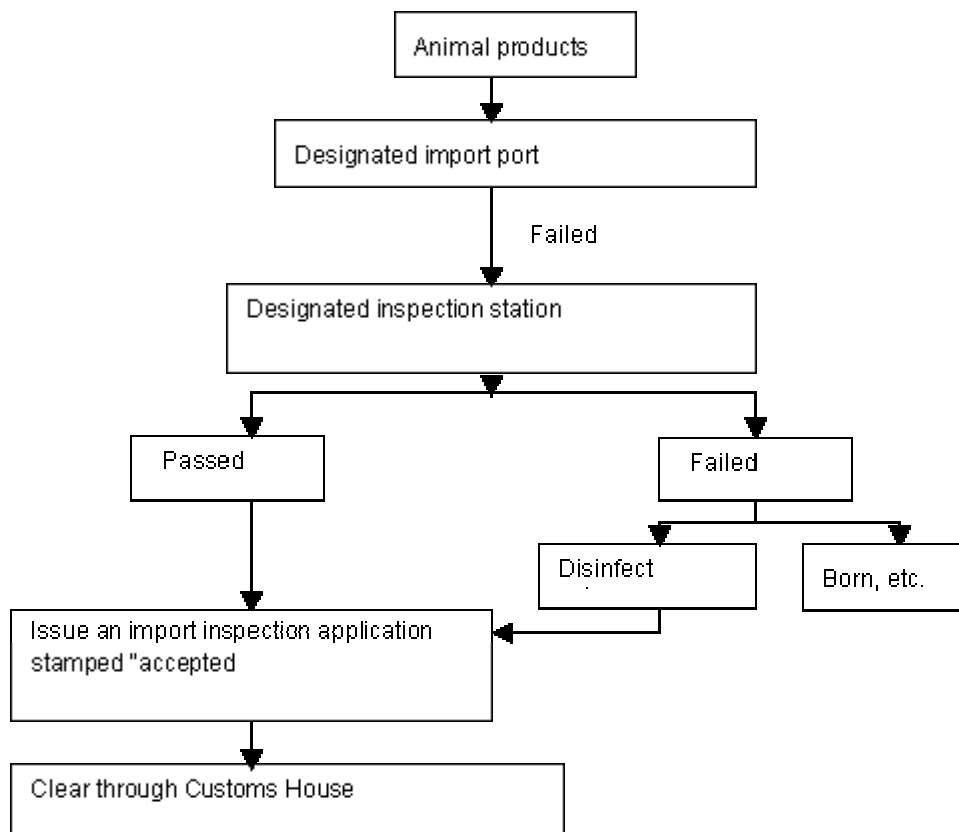 Animal products
Designated import port
Failed
Designated inspection station
Passed
Failed
Disinfect
Born, etc.
Issue an import inspection application
stamped "accepted
Clear through Customs House